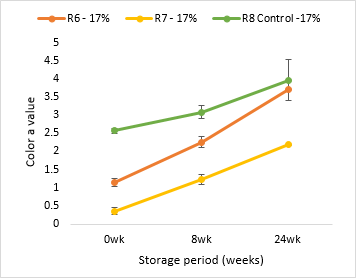 R6 - 17% R7 - 17% R8 Control -17%
5
4.5
4
3.5
3
2.5
2
1.5
1
0.5
0
Color a value
0wk 8wk 24wk
Storage period (weeks)